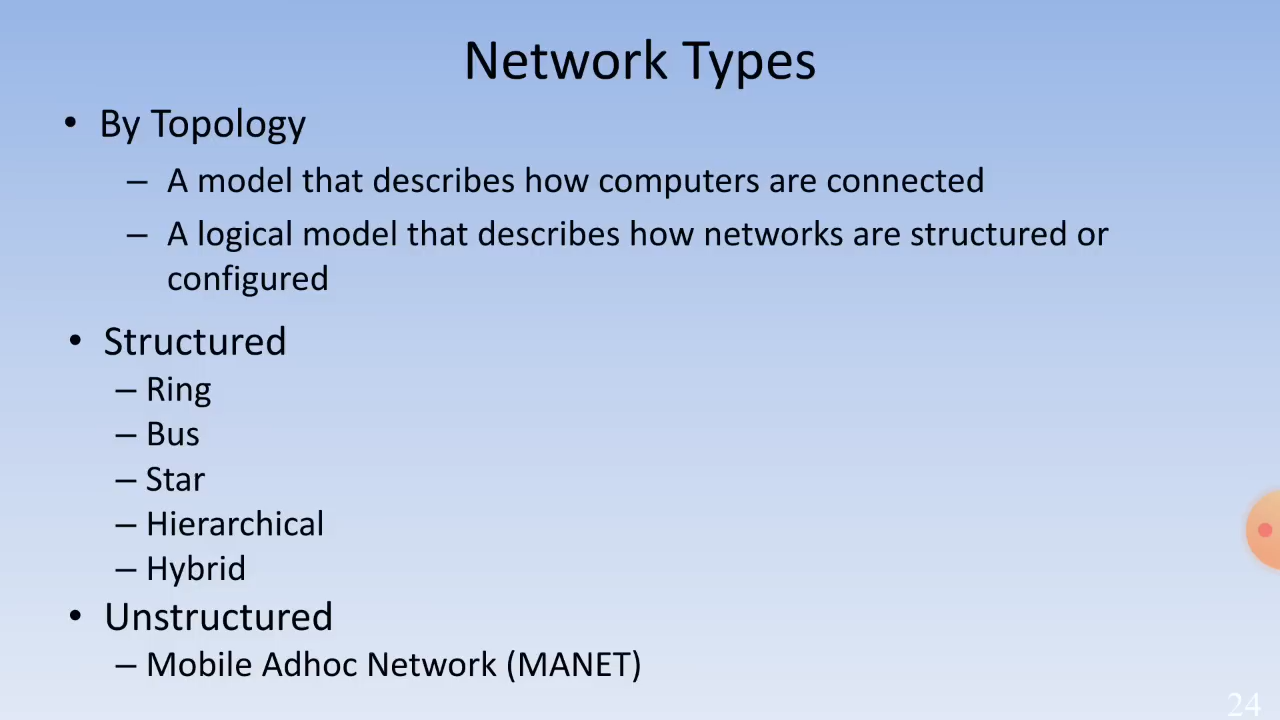 Network Types
• By Topology
– A model that describes how computers are connected
– A logical model that describes how networks are structured or
configured
• Structured
– Ring
– Bus
– Star
– Hierarchical
– Hybrid
• Unstructured
– Mobile Adhoc Network (MANET)
24